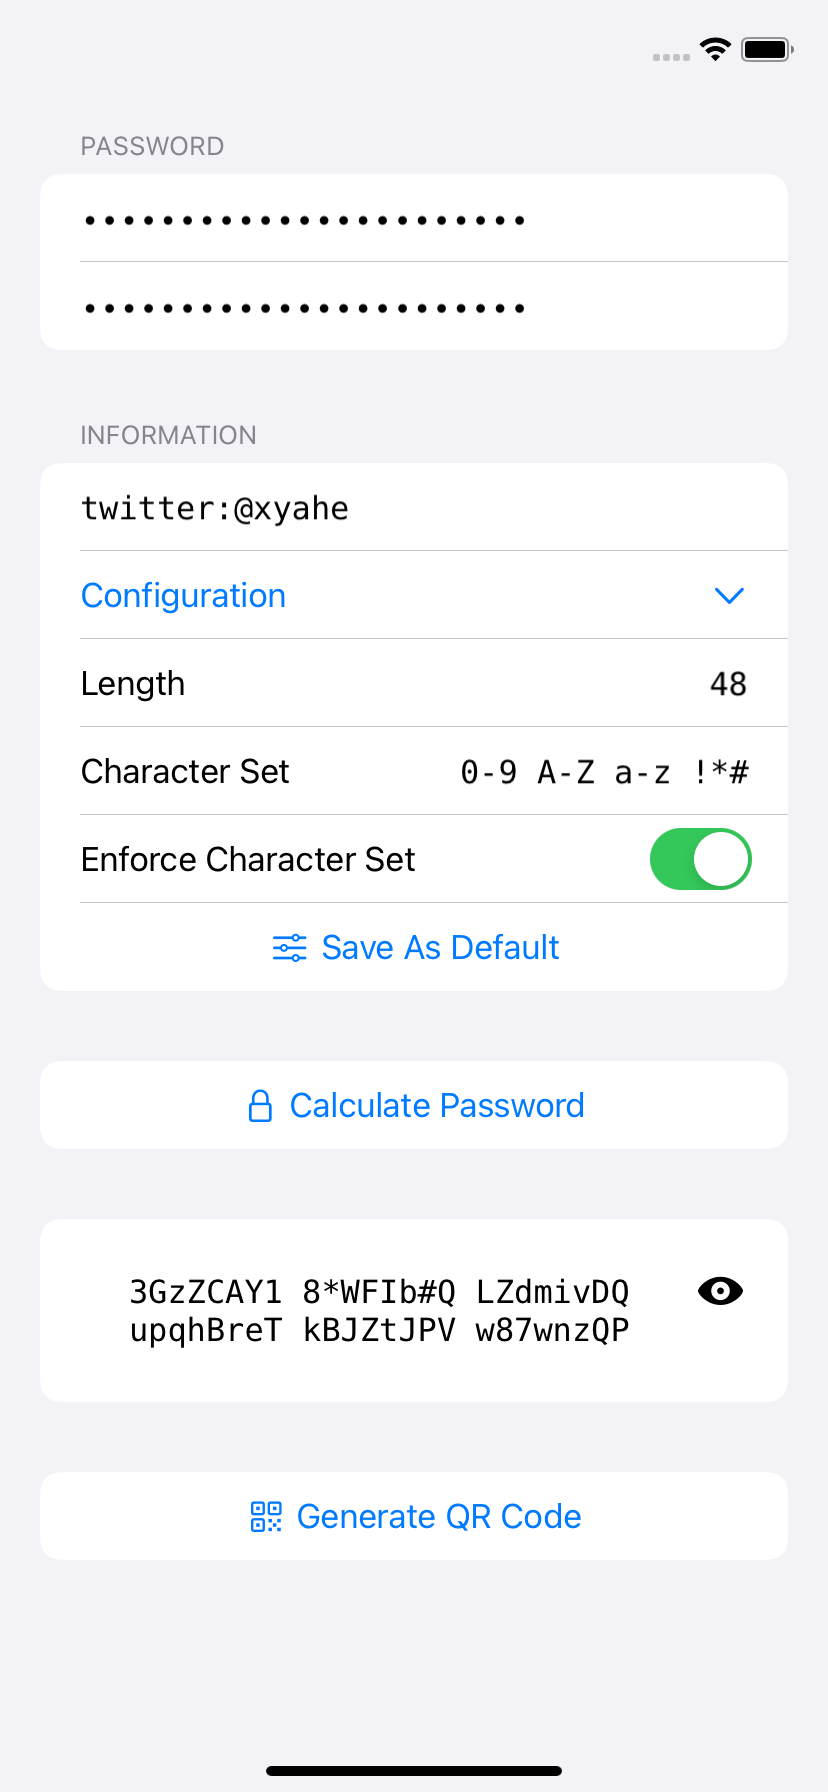 PASSWORD
•••••••••••••••••••••••
•••••••••••••••••••••••
INFORMATION
twitter:@xyahe
Configuration
Length 48
Character Set 0-9 A-Z a-z !*#
Enforce Character Set
Save As Default
Calculate Password
3GzZCAY1 8*WFIb#Q LZdmivDQ
upqhBreT kBJZtJPV w87wnzQP
Generate QR Code